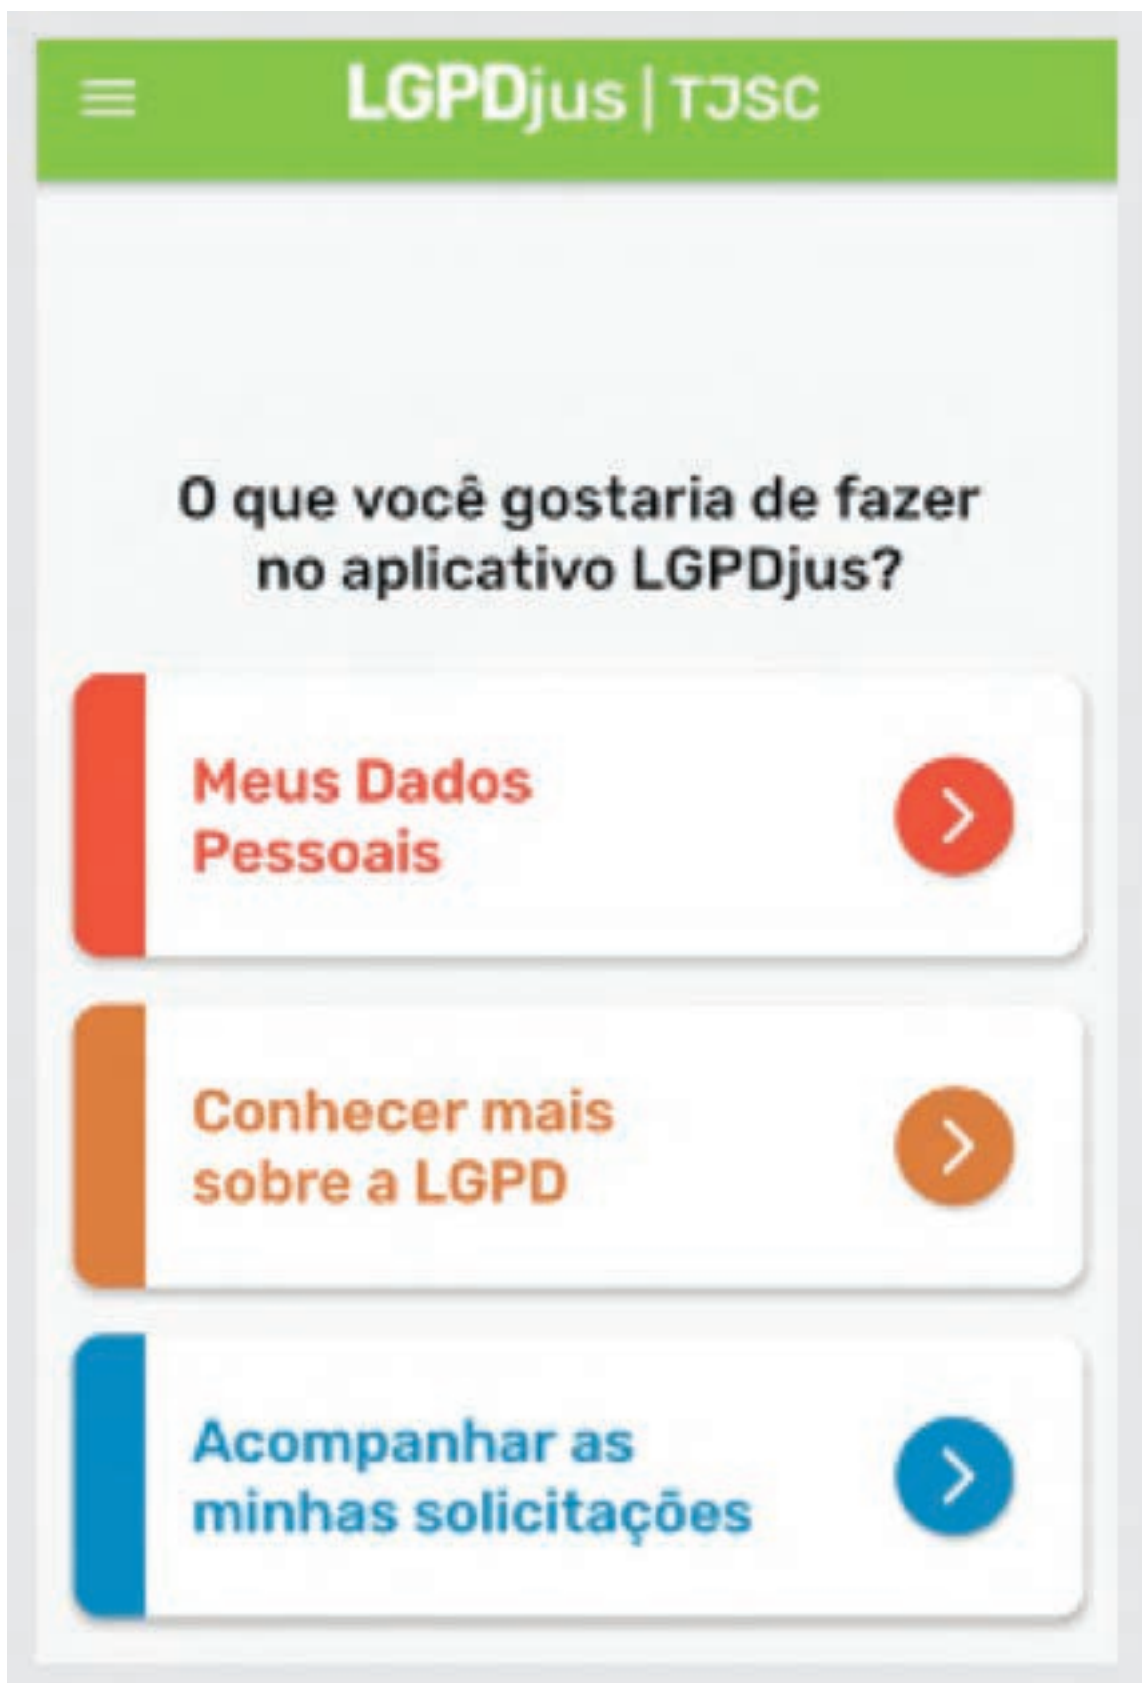 LGPDjus | TJSC
O que você gostaria de fazer
no aplicativo LGPDjus?
Meus Dados
Pessoais
Conhecer mais
sobre a LGPD
Acompanhar as
minhas solicitações